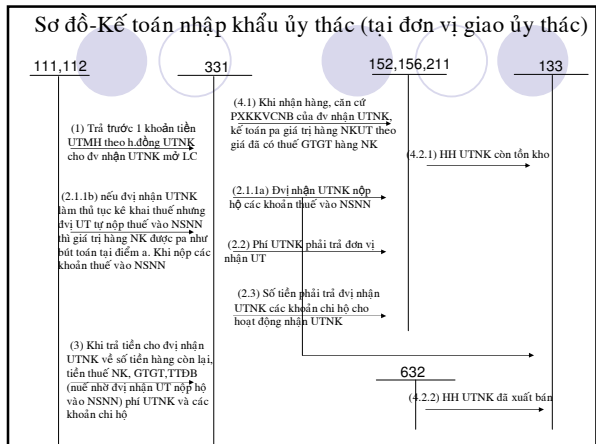 Sơ đồ-Kế toán nhập khẩu ủy thác (tại đơn vị giao ủy thác)
111,112
331
152,156,211
133
(1) Trả trước 1 khoản tiền
UTMH theo h.đồng UTNK
cho đv nhận UTNK mở LC
(4.1) Khi nhận hàng, căn cứ
PXKKVCNB của đv nhận UTNK,
kế toán pa giá trị hàng NKUT theo
giá đã có thuế GTGT hàng NK
(4.2.1) HH UTNK còn tồn kho
(2.1.1b) nếu đvị nhận UTNK
làm thủ tục kê khai thuế nhưng
đvị UT tự nộp thuế vào NSNN
thì giá trị hàng NK được pa như
bút toán tại điểm a. Khi nộp các
khoản thuế vào NSNN
(2.1.1a) Đvị nhận UTNK nộp
hộ các khoản thuế vào NSNN
(2.2) Phí UTNK phải trả đơn vị
nhận UT
(2.3) Số tiền phải trả đvị nhận
UTNK các khoản chi hộ cho
hoạt động nhận UTNK
(3) Khi trả tiền cho đvị nhận
UTNK về số tiền hàng còn lại,
tiền thuế NK, GTGT,TTĐB
(nuế nhờ đvị nhận UT nộp hộ
vào NSNN) phí UTNK và các
khoản chi hộ
632
(4.2.2) HH UTNK đã xuất bán